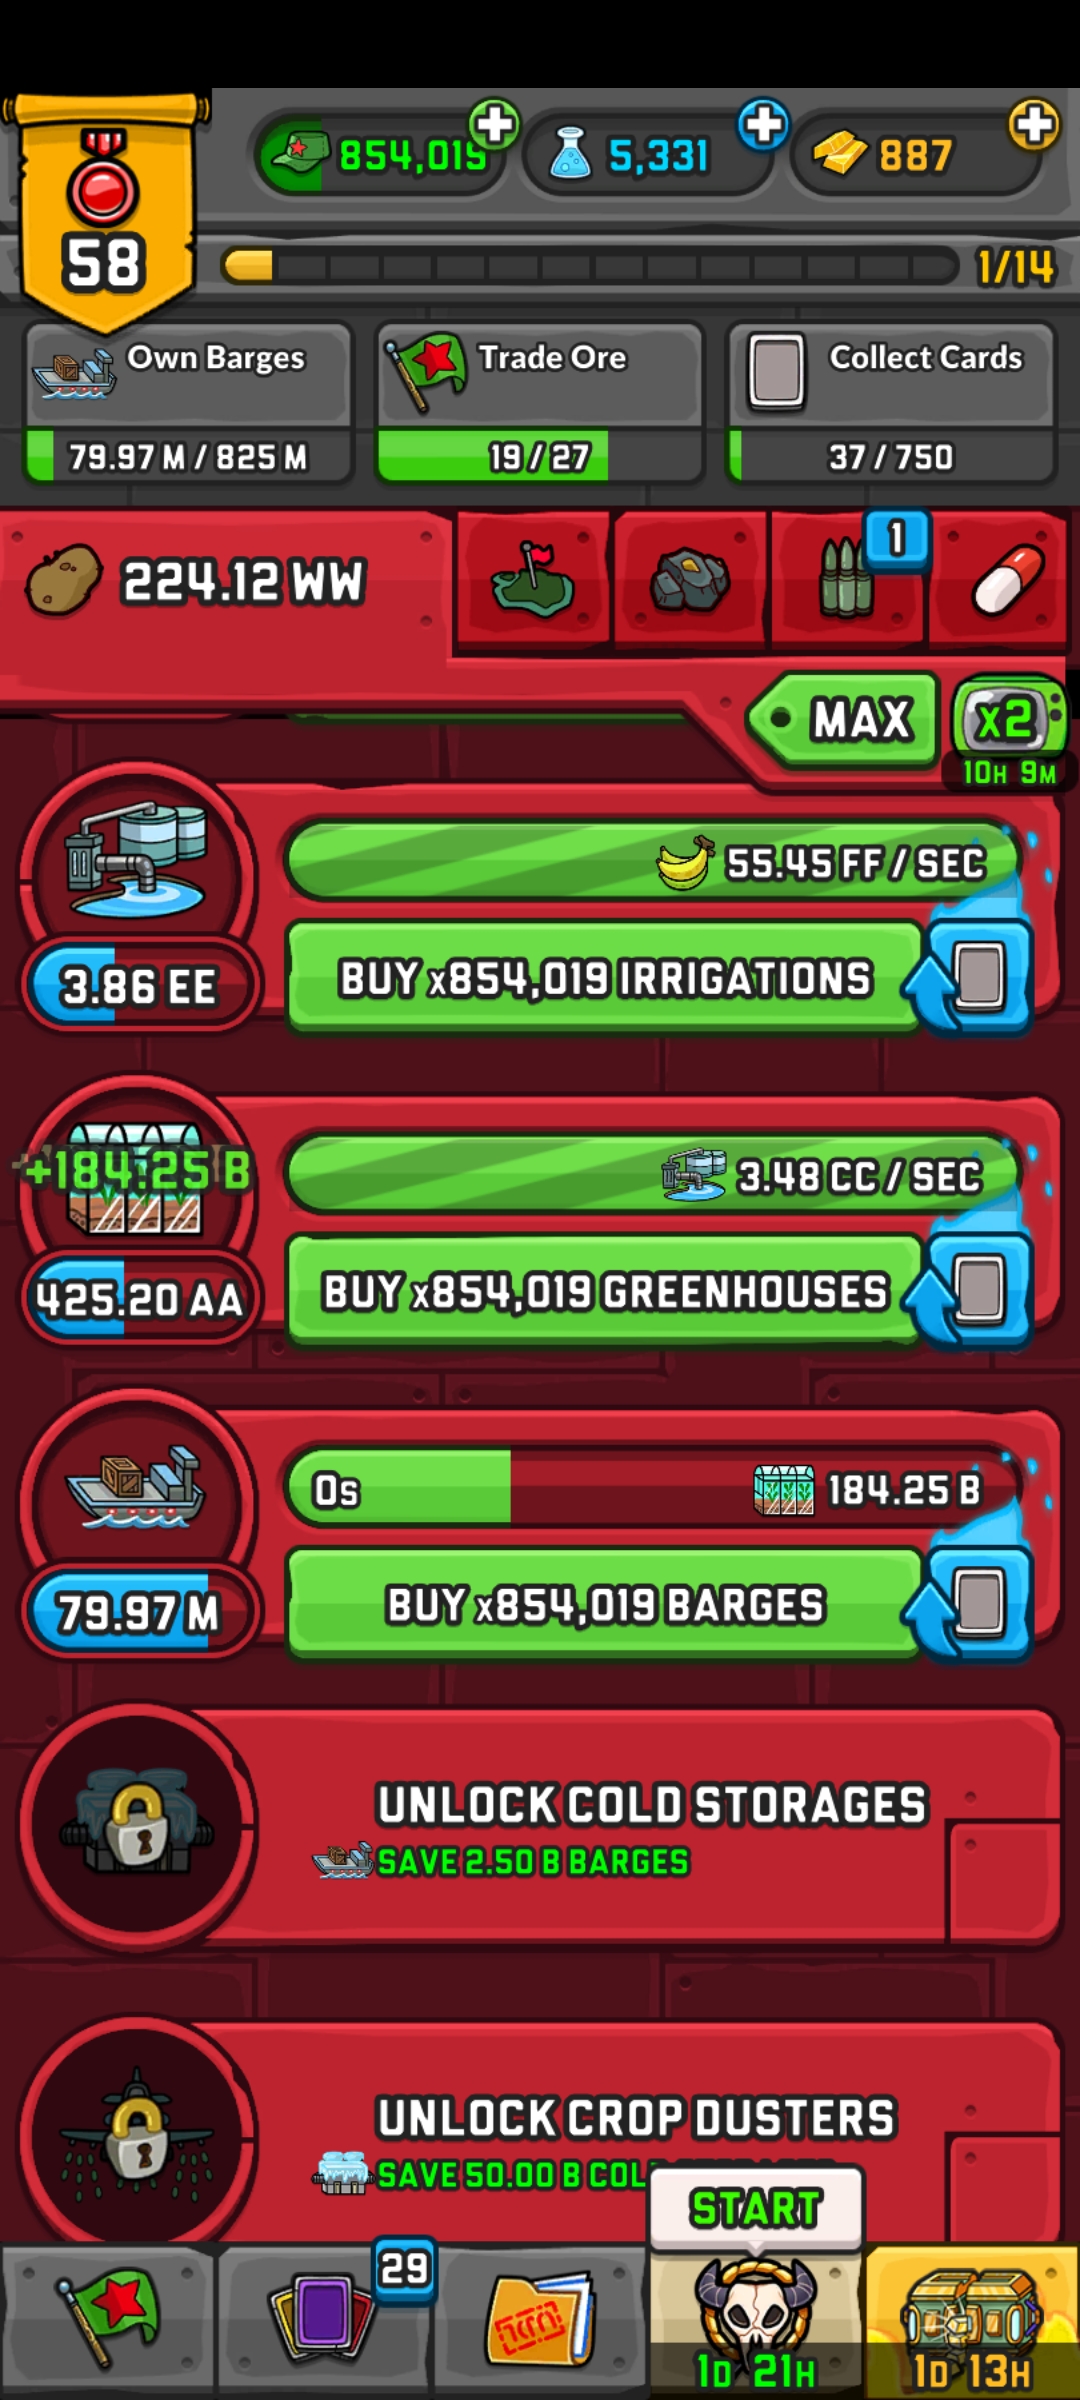 854,019
5,331
887
58
1/14
Own Barges
79.97 M / 825 M
Trade Ore
19 / 27
Collect Cards
37 / 750
224.12 WW
1
MAX
x2
10H 9M
55.45 FF / SEC
3.86 EE
BUY x854,019 IRRIGATIONS
+184.25 B
3.48 CC / SEC
425.20 AA
BUY x854,019 GREENHOUSES
0s
184.25 B
79.97 M
BUY x854,019 BARGES
UNLOCK COLD STORAGES
SAVE 2.50 B BARGES
UNLOCK CROP DUSTERS
SAVE 50.00 B
START
29
1D 21H
1D 13H